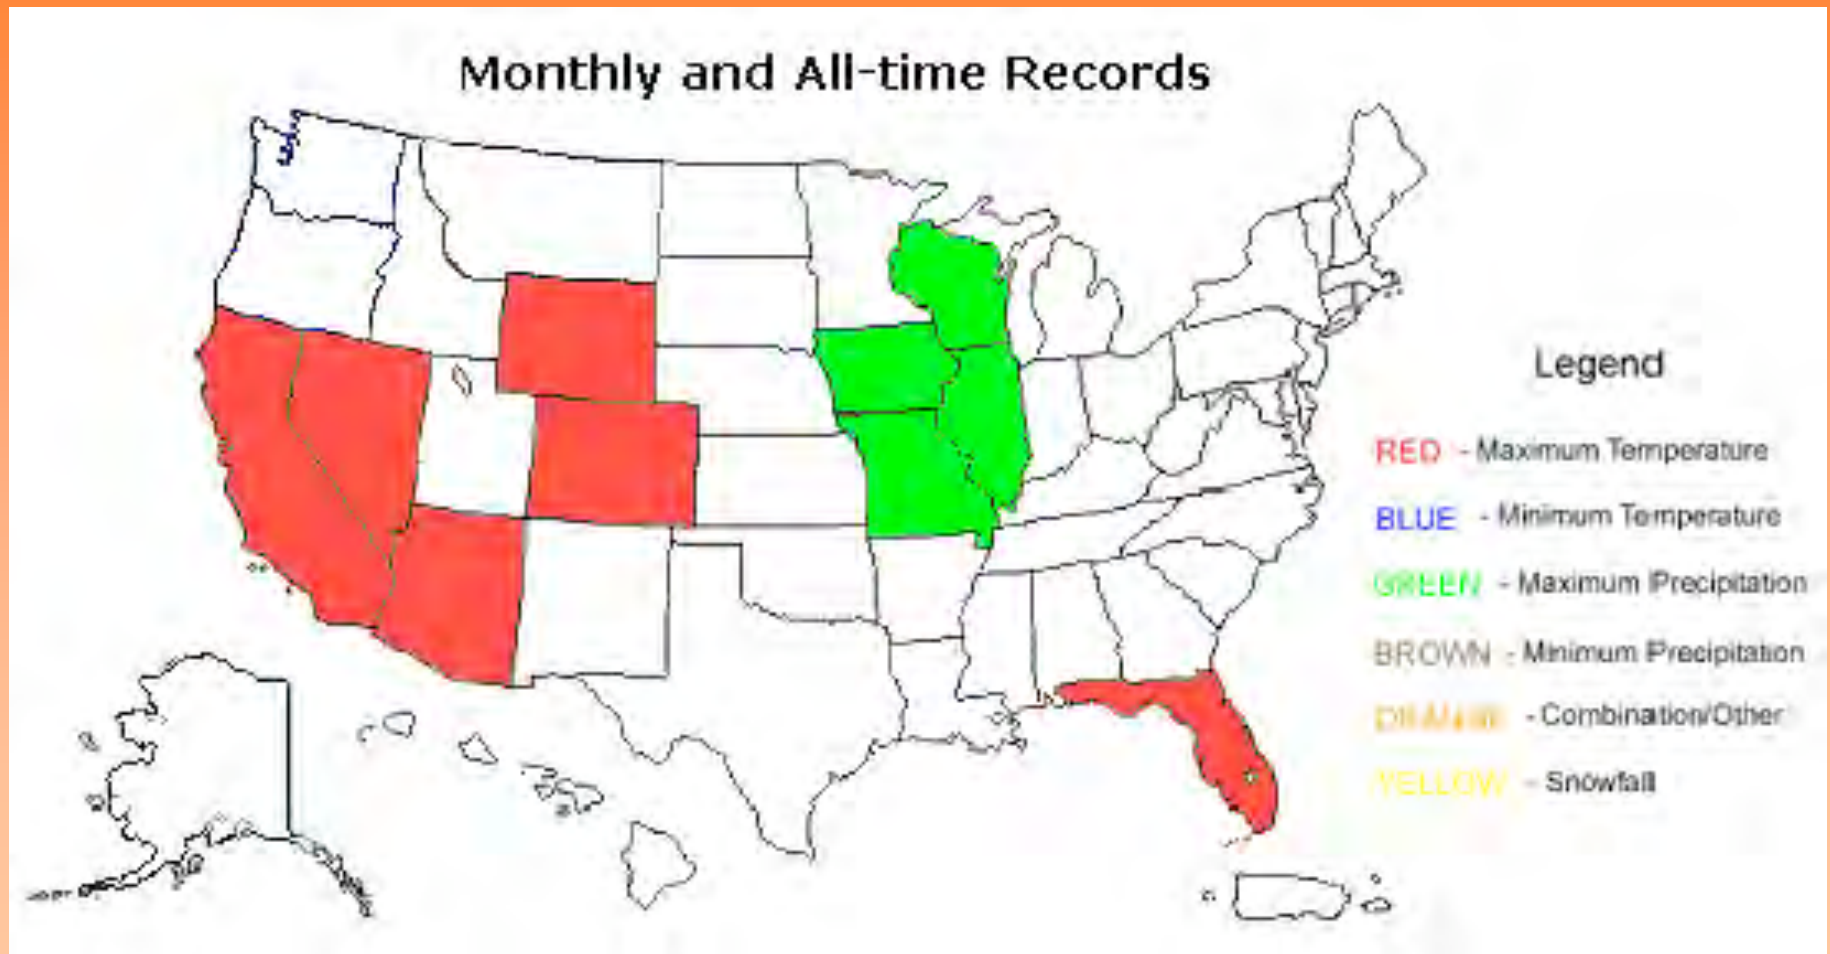 Monthly and All-time Records
Legend
RED - Maximum Temperature
BLUE - Minimum Temperature
GREEN - Maximum Precipitation
BROWN - Minimum Precipitation
ORANGE - Combination/Other
YELLOW - Snowfall